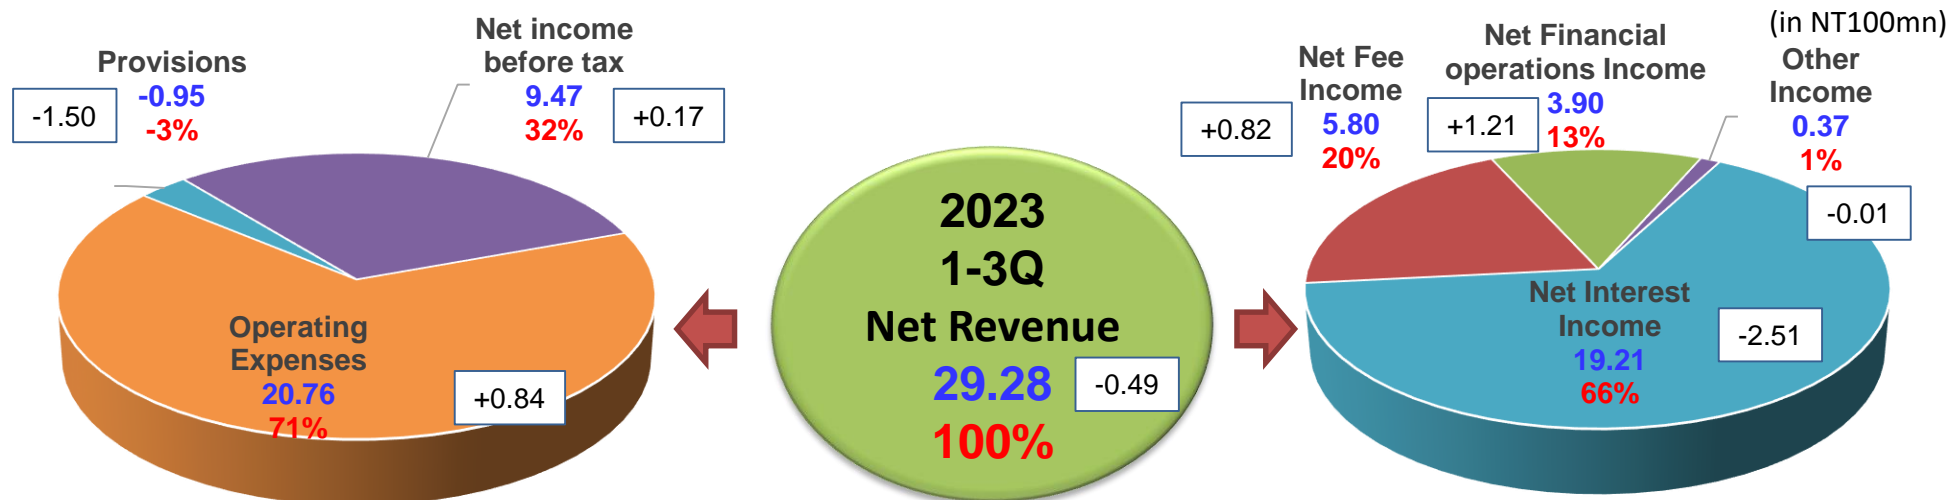 Provisions
-0.95
-3%
-1.50
Net income
before tax
9.47
32%
+0.17
Operating
Expenses
20.76
71%
+0.84
2023
1-3Q
Net Revenue
29.28
-0.49
100%
(in NT100mn)
Net Fee
Income
5.80
20%
+0.82
Net Financial
operations Income
3.90
13%
+1.21
Other
Income
0.37
1%
-0.01
Net Interest
Income
19.21
66%
-2.51